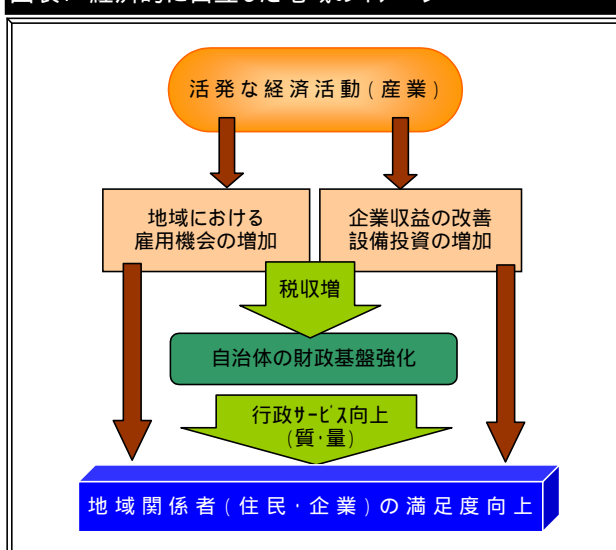 活発な経済活動(産業)
地域における
雇用機会の増加
企業収益の改善
設備投資の増加
税収増
自治体の財政基盤強化
行政ｻｰﾋﾞｽ向上
(質･量)
地域関係者(住民･企業)の満足度向上